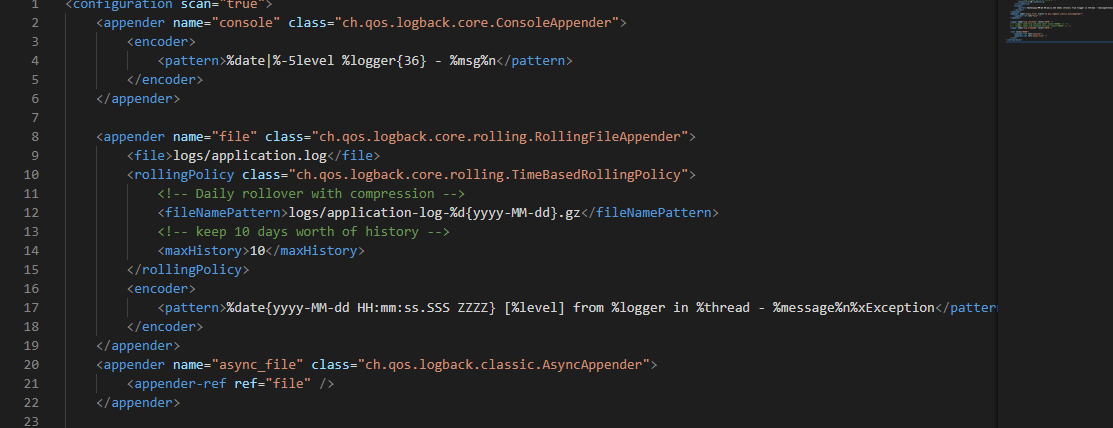 1 <configuration scan="true">
2 <appender name="console" class="ch.qos.logback.core.ConsoleAppender">
3 <encoder>
4 <pattern>%date|%-5level %logger{36} - %msg%n</pattern>
5 </encoder>
6 </appender>
7
8 <appender name="file" class="ch.qos.logback.core.rolling.RollingFileAppender">
9 <file>logs/application.log</file>
10 <rollingPolicy class="ch.qos.logback.core.rolling.TimeBasedRollingPolicy">
11 <!-- Daily rollover with compression -->
12 <fileNamePattern>logs/application-log-%d{yyyy-MM-dd}.gz</fileNamePattern>
13 <!-- keep 10 days worth of history -->
14 <maxHistory>10</maxHistory>
15 </rollingPolicy>
16 <encoder>
17 <pattern>%date{yyyy-MM-dd HH:mm:ss.SSS ZZZZ} [%level] from %logger in %thread - %message%n%xException</patter
18 </encoder>
19 </appender>
20 <appender name="async_file" class="ch.qos.logback.classic.AsyncAppender">
21 <appender-ref ref="file" />
22 </appender>
23